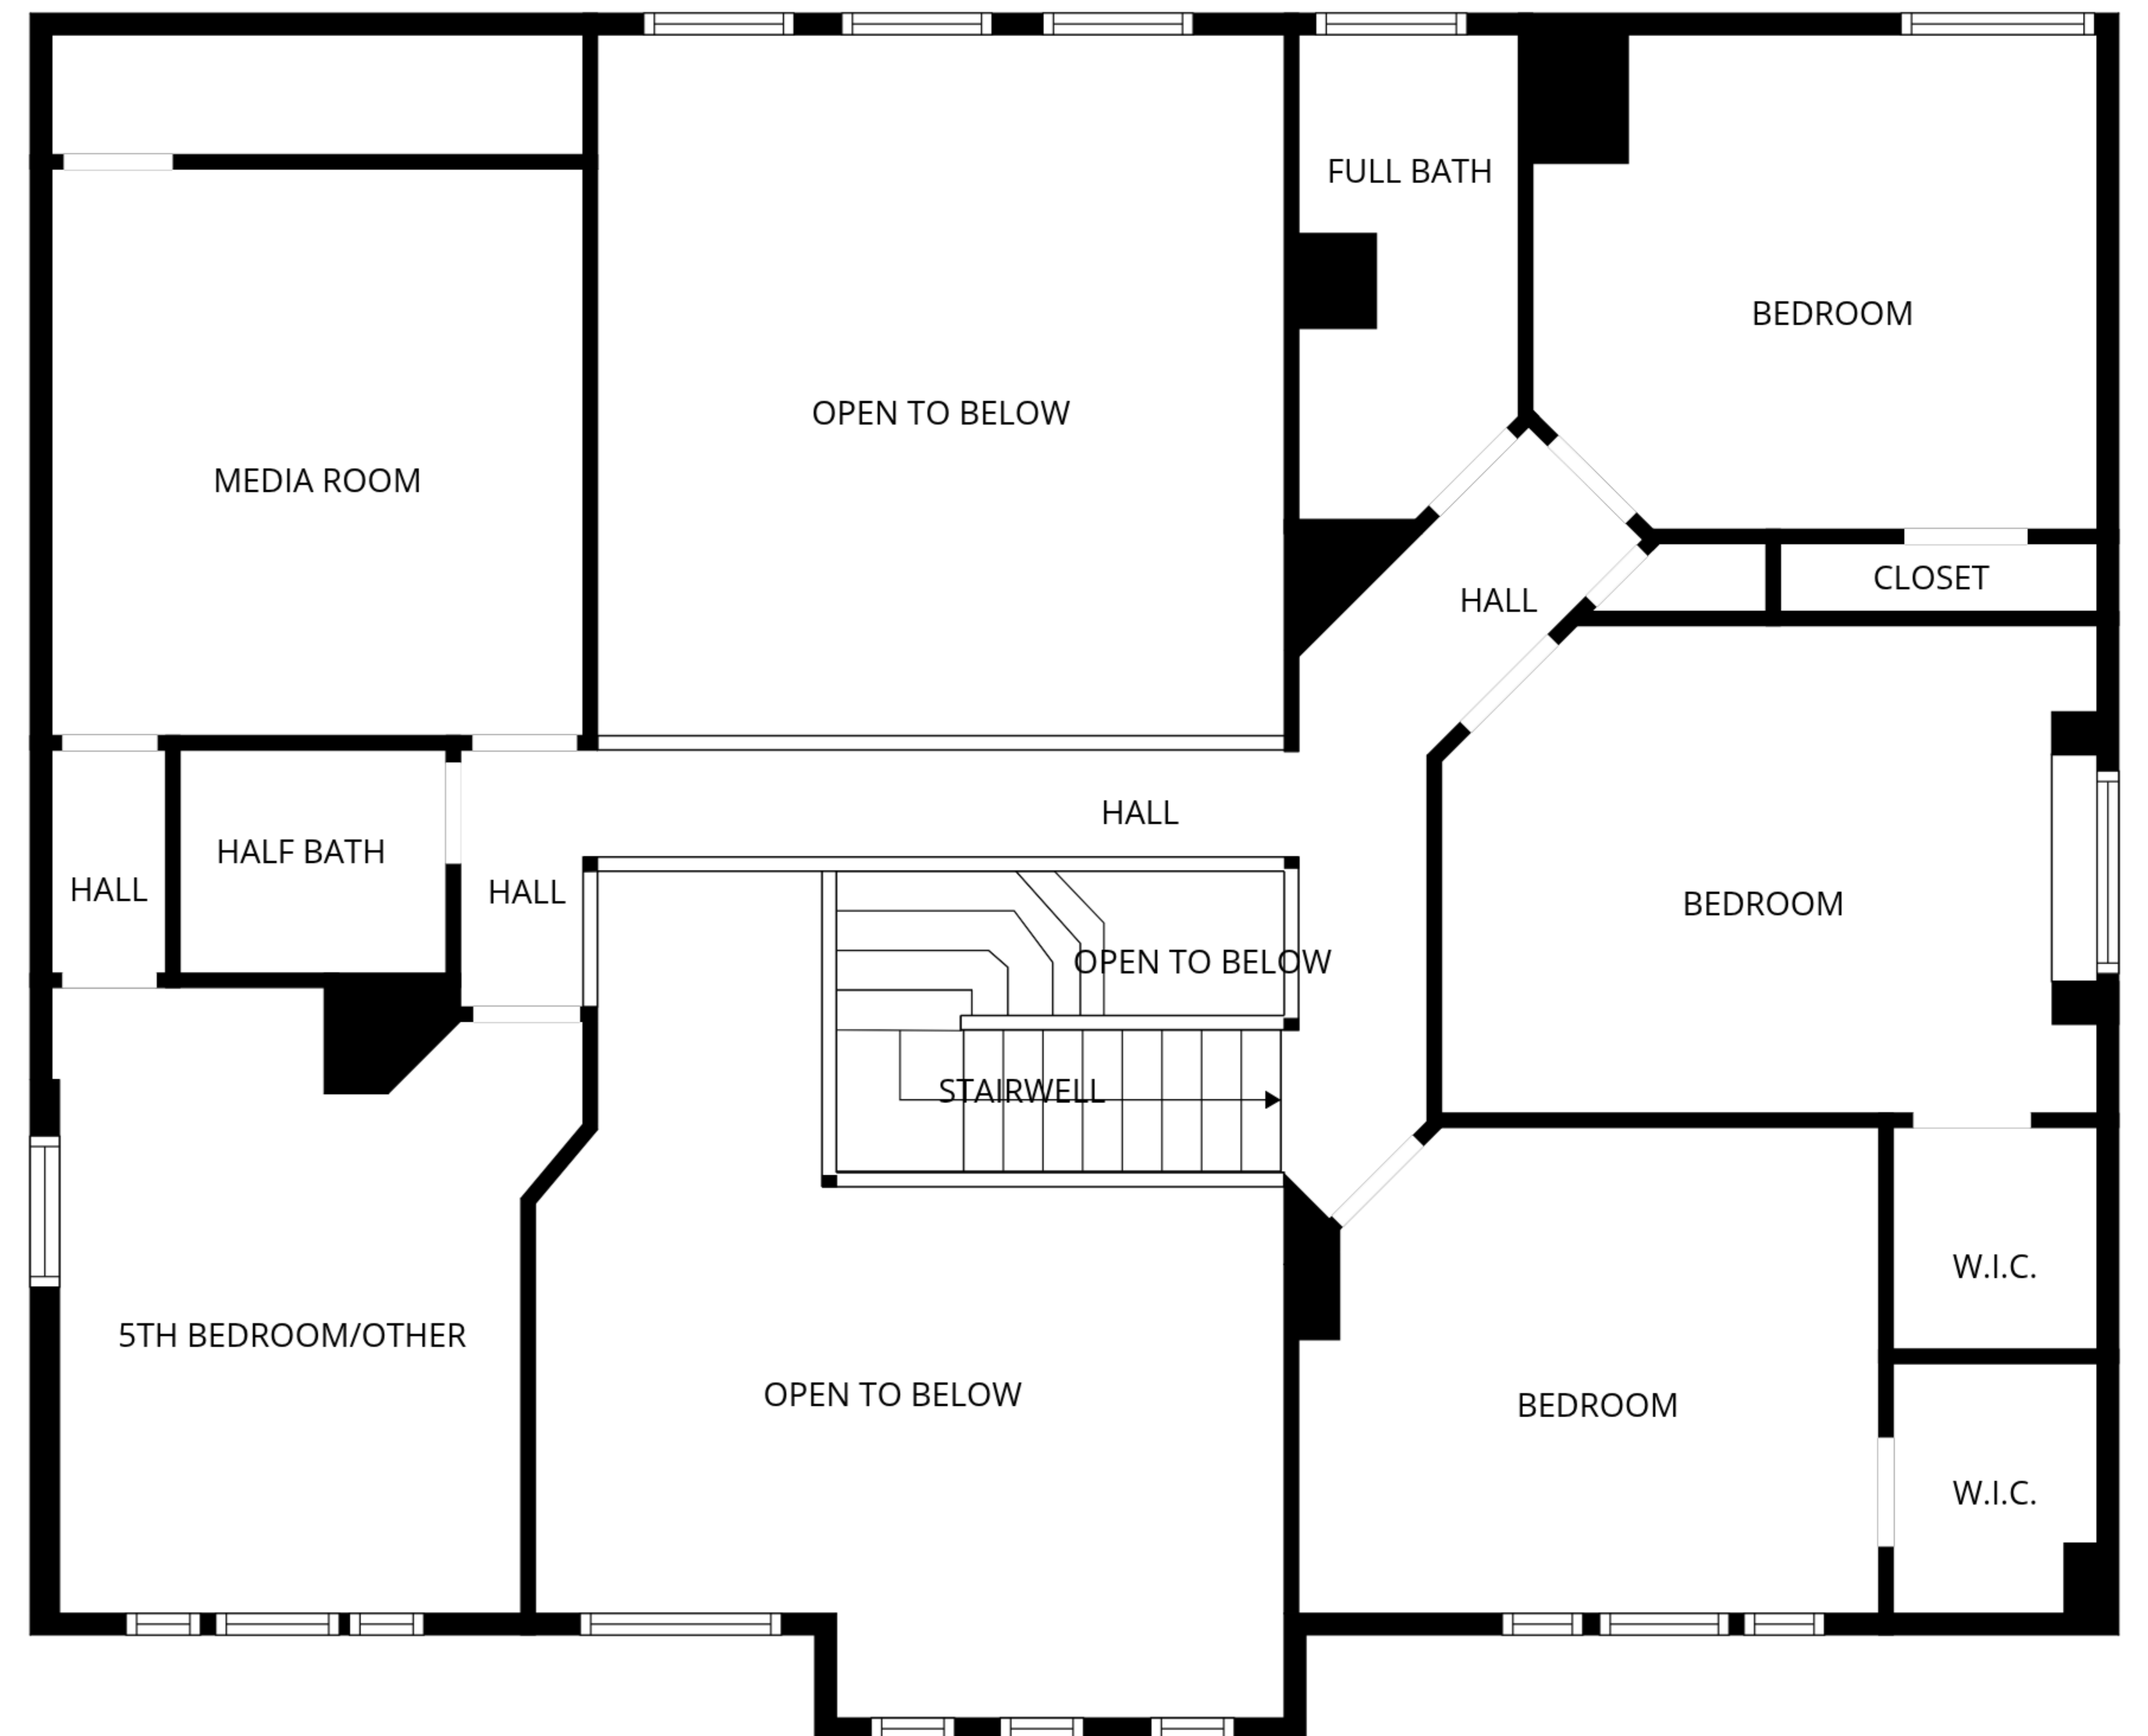 FULL BATH
BEDROOM
OPEN TO BELOW
MEDIA ROOM
CLOSET
HALL
HALL
HALF BATH
HALL
HALL
BEDROOM
OPEN TO BELOW
STAIRWELL
W.I.C.
5TH BEDROOM/OTHER
OPEN TO BELOW
BEDROOM
W.I.C.